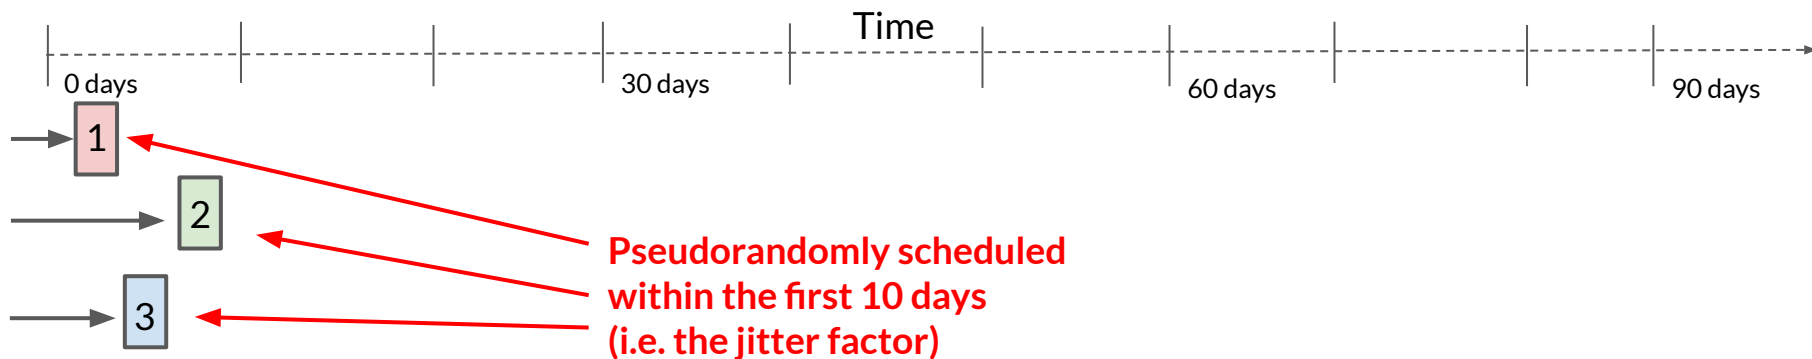 Time
0 days
30 days
60 days
90 days
1
2
3
Pseudorandomly scheduled
within the first 10 days
(i.e. the jitter factor)